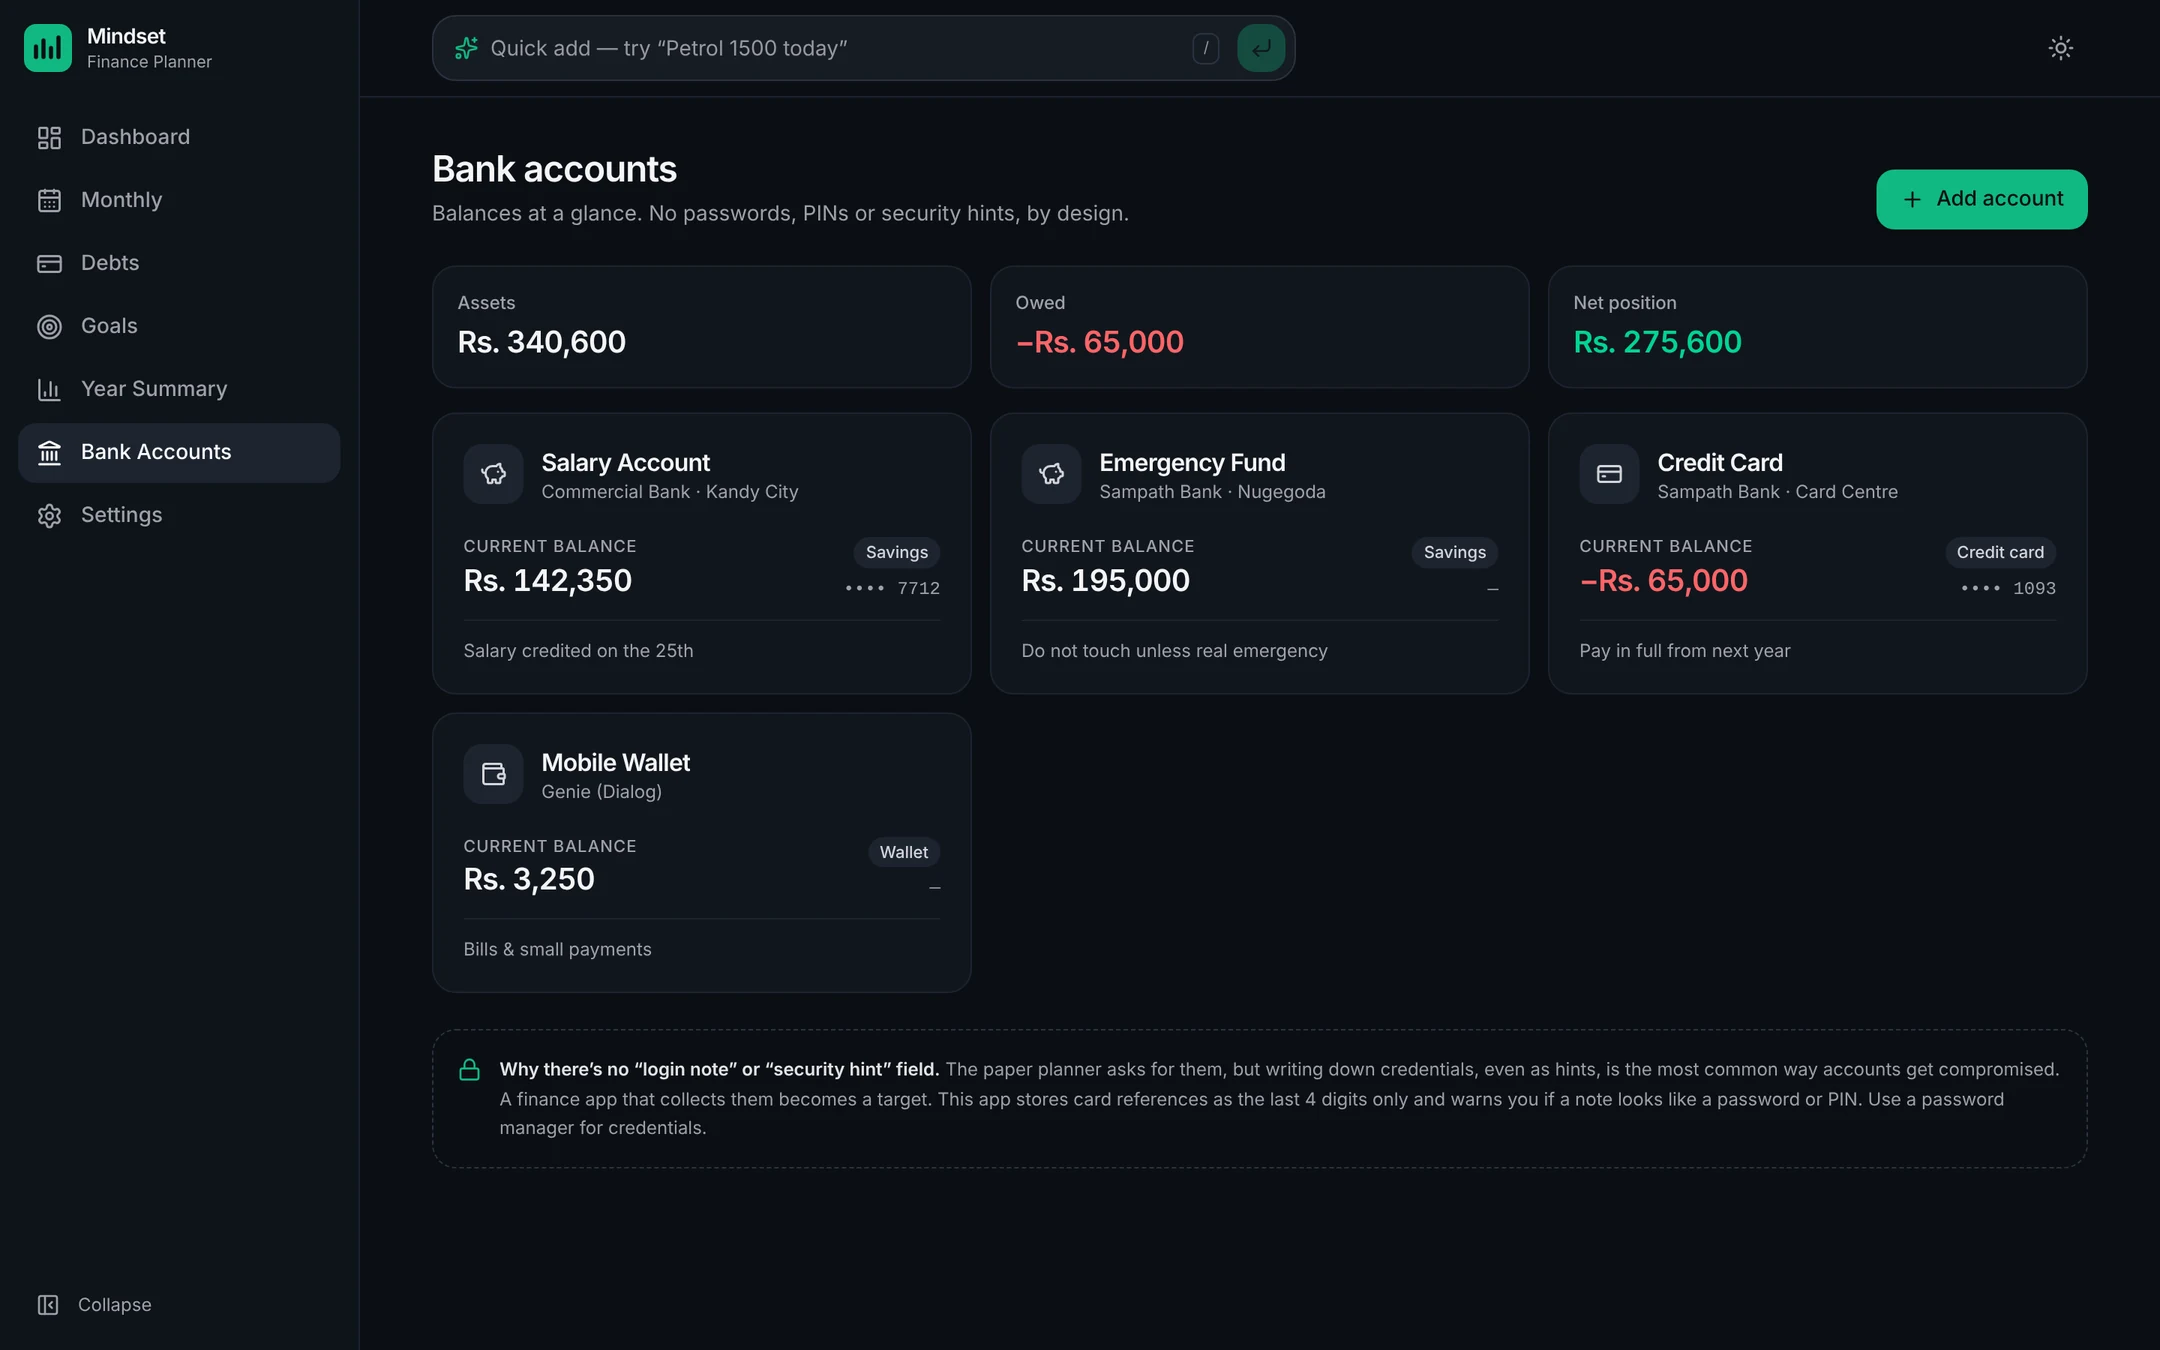 Mindset
Finance Planner
Quick add — try “Petrol 1500 today”
/
Dashboard
Monthly
Debts
Goals
Year Summary
Bank Accounts
Settings
Collapse
Bank accounts
Balances at a glance. No passwords, PINs or security hints, by design.
+ Add account
Assets
Rs. 340,600
Owed
−Rs. 65,000
Net position
Rs. 275,600
Salary Account
Commercial Bank · Kandy City
CURRENT BALANCE
Savings
Rs. 142,350
•••• 7712
Salary credited on the 25th
Emergency Fund
Sampath Bank · Nugegoda
CURRENT BALANCE
Savings
Rs. 195,000
—
Do not touch unless real emergency
Credit Card
Sampath Bank · Card Centre
CURRENT BALANCE
Credit card
−Rs. 65,000
•••• 1093
Pay in full from next year
Mobile Wallet
Genie (Dialog)
CURRENT BALANCE
Wallet
Rs. 3,250
—
Bills & small payments
Why there’s no “login note” or “security hint” field. The paper planner asks for them, but writing down credentials, even as hints, is the most common way accounts get compromised.
A finance app that collects them becomes a target. This app stores card references as the last 4 digits only and warns you if a note looks like a password or PIN. Use a password
manager for credentials.